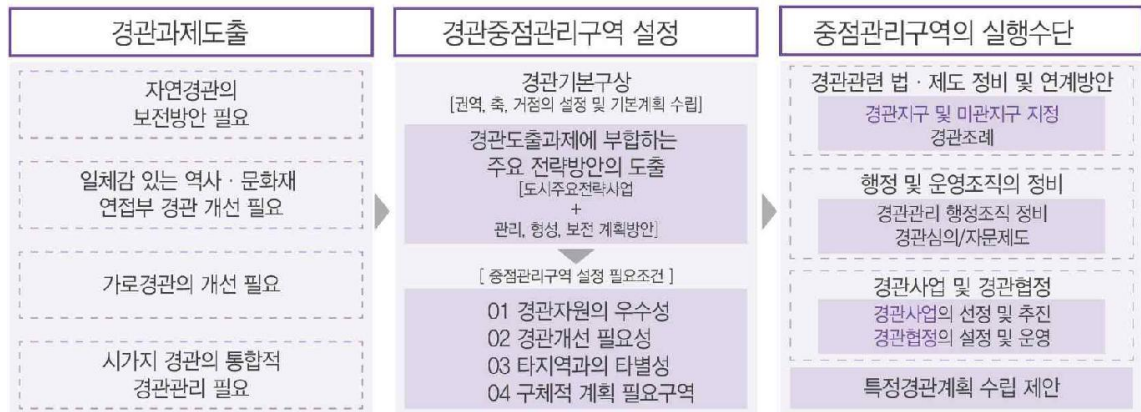 경관과제도출
자연경관의
보전방안 필요
일체감 있는 역사·문화재
연접부 경관 개선 필요
가로경관의 개선 필요
시가지 경관의 통합적
경관관리 필요
경관중점관리구역 설정
경관기본구상
[권역, 축, 거점의 설정 및 기본계획 수립]
경관도출과제에 부합하는
주요 전략방안의 도출
[도시주요전략사업
+
관리, 형성, 보전 계획방안]
[ 중점관리구역 설정 필요조건 ]
01 경관자원의 우수성
02 경관개선 필요성
03 타지역과의 타별성
04 구체적 계획 필요구역
중점관리구역의 실행수단
경관관련 법·제도 정비 및 연계방안
경관지구 및 미관지구 지정
경관조례
행정 및 운영조직의 정비
경관관리 행정조직 정비
경관심의/자문제도
경관사업 및 경관협정
경관사업의 선정 및 추진
경관협정의 설정 및 운영
특정경관계획 수립 제안